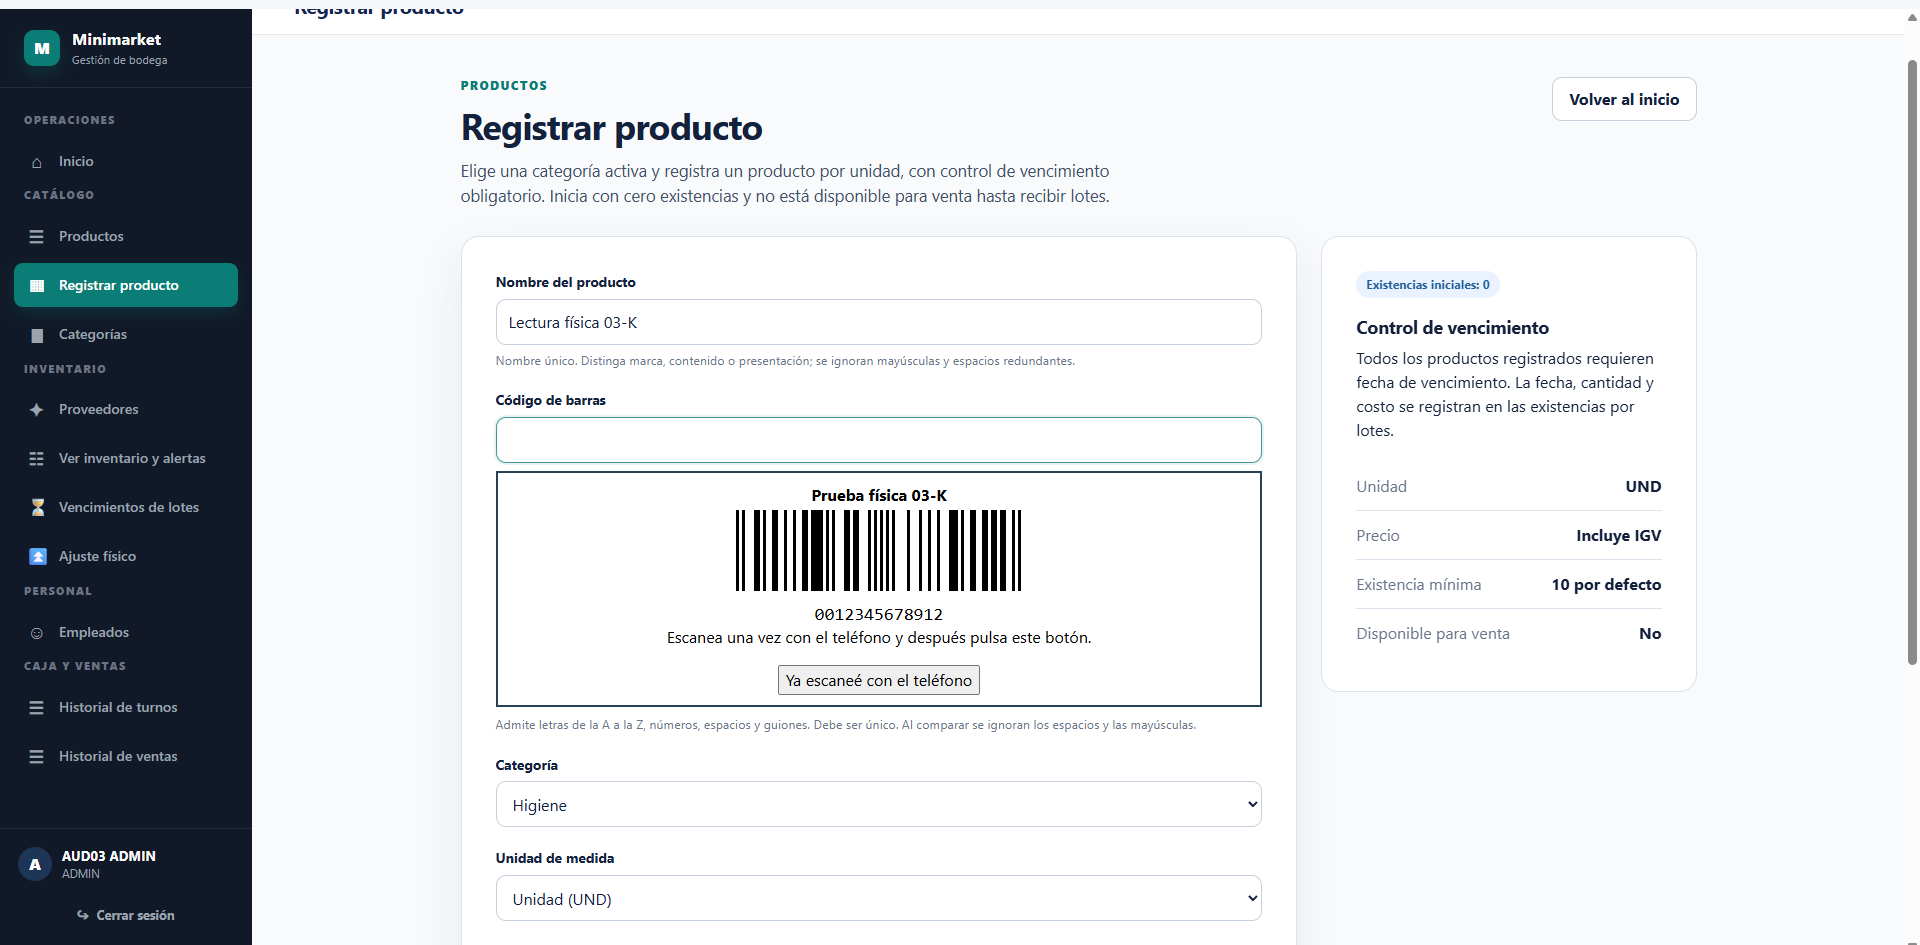 Registrar producto
M
Minimarket
Gestión de bodega
OPERACIONES
Inicio
CATÁLOGO
Productos
Registrar producto
Categorías
INVENTARIO
Proveedores
Ver inventario y alertas
Vencimientos de lotes
Ajuste físico
PERSONAL
Empleados
CAJA Y VENTAS
Historial de turnos
Historial de ventas
A
AUD03 ADMIN
ADMIN
Cerrar sesión
PRODUCTOS
Registrar producto
Elige una categoría activa y registra un producto por unidad, con control de vencimiento
obligatorio. Inicia con cero existencias y no está disponible para venta hasta recibir lotes.
Volver al inicio
Nombre del producto
Lectura física 03-K
Nombre único. Distinga marca, contenido o presentación; se ignoran mayúsculas y espacios redundantes.
Código de barras
Prueba física 03-K
0012345678912
Escanea una vez con el teléfono y después pulsa este botón.
Ya escaneé con el teléfono
Admite letras de la A a la Z, números, espacios y guiones. Debe ser único. Al comparar se ignoran los espacios y las mayúsculas.
Categoría
Higiene
Unidad de medida
Unidad (UND)
Existencias iniciales: 0
Control de vencimiento
Todos los productos registrados requieren
fecha de vencimiento. La fecha, cantidad y
costo se registran en las existencias por
lotes.
Unidad UND
Precio Incluye IGV
Existencia mínima 10 por defecto
Disponible para venta No